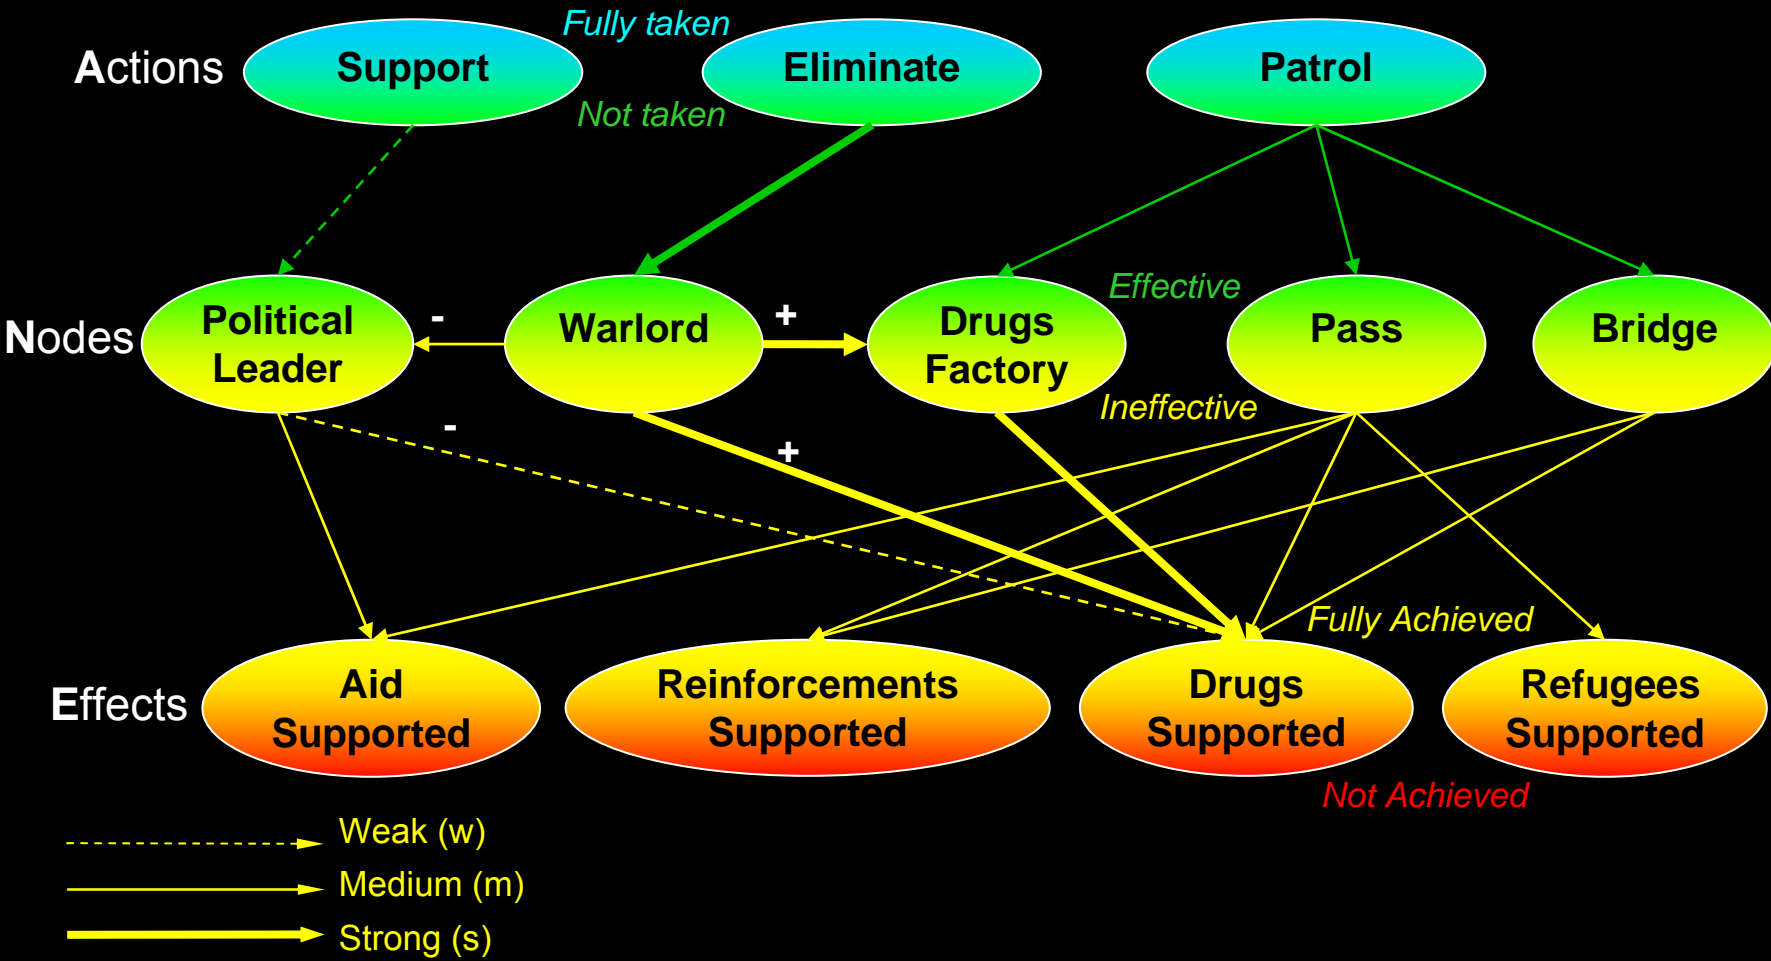 Actions
Support
Fully taken
Not taken
Eliminate
Patrol
Nodes
Political
Leader
-
Warlord
+
Drugs
Factory
Effective
Ineffective
Pass
Bridge
-
+
Effects
Aid
Supported
Reinforcements
Supported
Drugs
Supported
Fully Achieved
Not Achieved
Refugees
Supported
Weak (w)
Medium (m)
Strong (s)